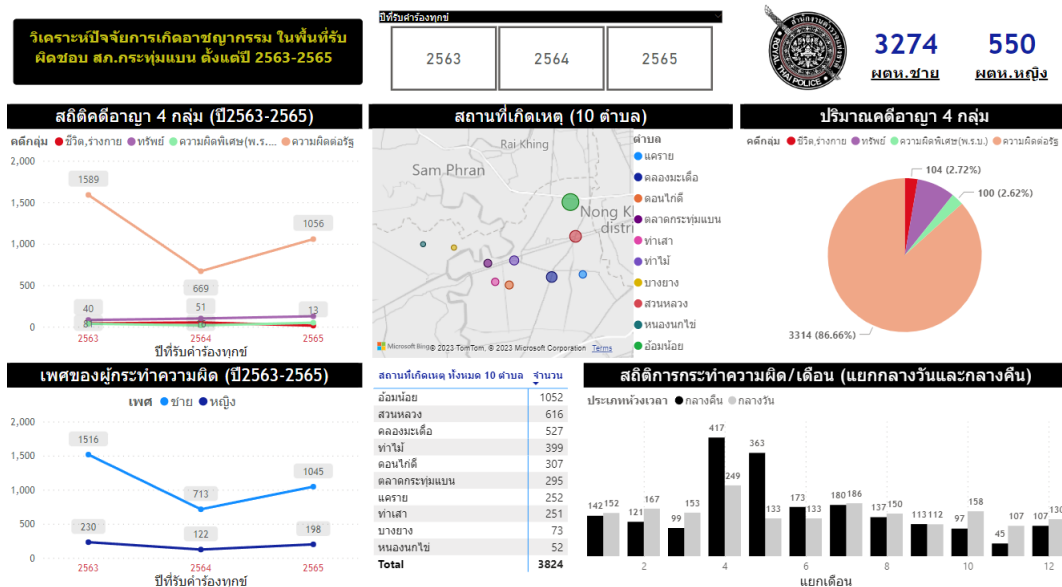 วิเคราะห์ปัจจัยการเกิดอาชญากรรม ในพื้นที่รับ
ผิดชอบ สภ.กระทุ่มแบน ตั้งแต่ปี 2563-2565
ปีที่รับคำร้องทุกข์
2563 2564 2565
สำนักงานตำรวจแห่งชาติ
ROYAL THAI POLICE
3274 550
ผตห.ชาย ผตห.หญิง
สถิติคดีอาญา 4 กลุ่ม (ปี2563-2565)
คดีกลุ่ม ชีวิต,ร่างกาย ทรัพย์ ความผิดพิเศษ(พ.ร.... ความผิดต่อรัฐ
2,000
1589
1,500
1056
1,000
669
500
40 51 13
81
0
2563 2564 2565
ปีที่รับคำร้องทุกข์
สถานที่เกิดเหตุ (10 ตำบล)
Rai Khing
Sam Phran
Nong K
distri
Microsoft Bing © 2023 TomTom, © 2023 Microsoft Corporation Terms
ตำบล
แคราย
คลองมะเดื่อ
ดอนไก่ดี
ตลาดกระทุ่มแบน
ท่าเสา
ท่าไม้
บางยาง
สวนหลวง
หนองนกไข่
อ้อมน้อย
ปริมาณคดีอาญา 4 กลุ่ม
คดีกลุ่ม ชีวิต,ร่างกาย ทรัพย์ ความผิดพิเศษ(พ.ร.บ.) ความผิดต่อรัฐ
104 (2.72%)
100 (2.62%)
3314 (86.66%)
เพศของผู้กระทำความผิด (ปี2563-2565)
เพศ ชาย หญิง
2,000
1516
1,500
1045
1,000
713
500
230 122 198
0
2563 2564 2565
ปีที่รับคำร้องทุกข์
สถานที่เกิดเหตุ ทั้งหมด 10 ตำบล จำนวน
อ้อมน้อย 1052
สวนหลวง 616
คลองมะเดื่อ 527
ท่าไม้ 399
ดอนไก่ดี 307
ตลาดกระทุ่มแบน 295
แคราย 252
ท่าเสา 251
บางยาง 73
หนองนกไข่ 52
Total 3824
สถิติการกระทำความผิด/เดือน (แยกกลางวันและกลางคืน)
ประเภทห้วงเวลา กลางคืน กลางวัน
142 152 121 167 99 153 417 249 363 133 173 133 180 186 137 150 113 112 97 158 45 107 107 130
2 4 6 8 10 12
แยกเดือน